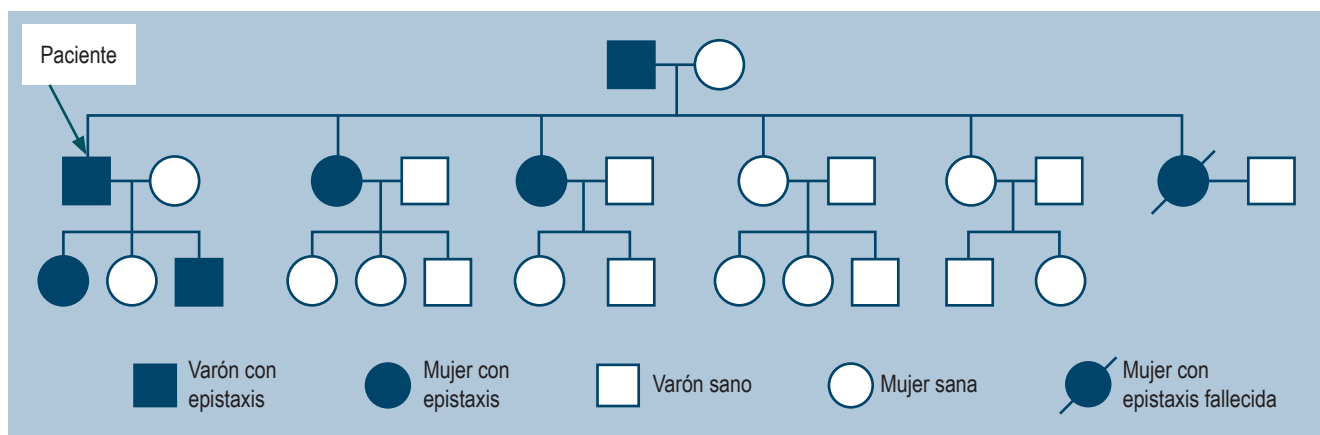 Paciente
Varón con
epistaxis
Mujer con
epistaxis
Varón sano
Mujer sana
Mujer con
epistaxis fallecida